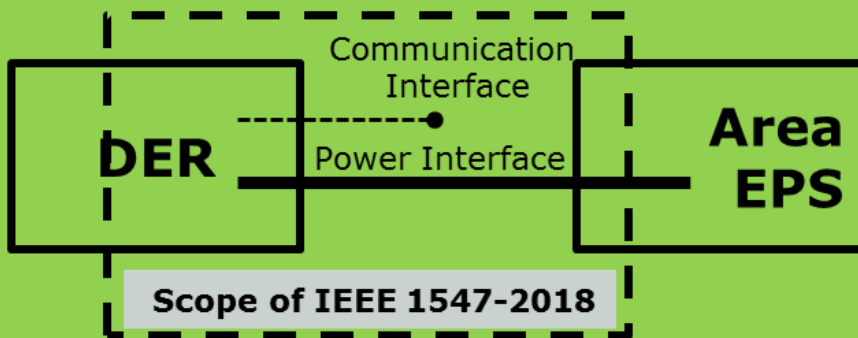 Communication
Interface
DER
Power Interface
Area
EPS
Scope of IEEE 1547-2018